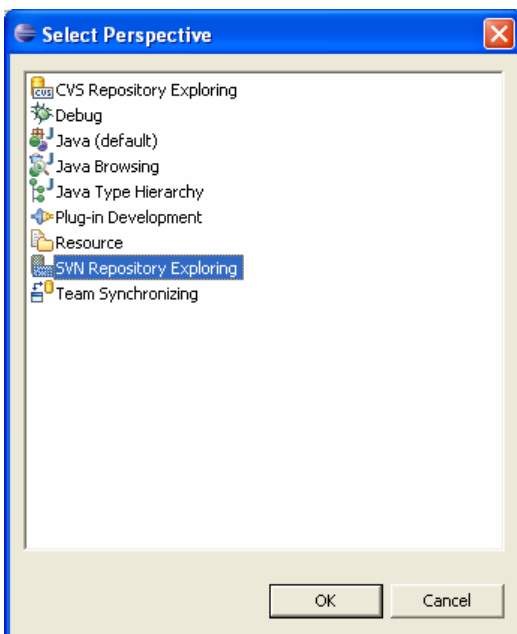 Select Perspective
CVS CVS Repository Exploring
Debug
Java (default)
Java Browsing
Java Type Hierarchy
Plug-in Development
Resource
SVN Repository Exploring
Team Synchronizing
OK Cancel